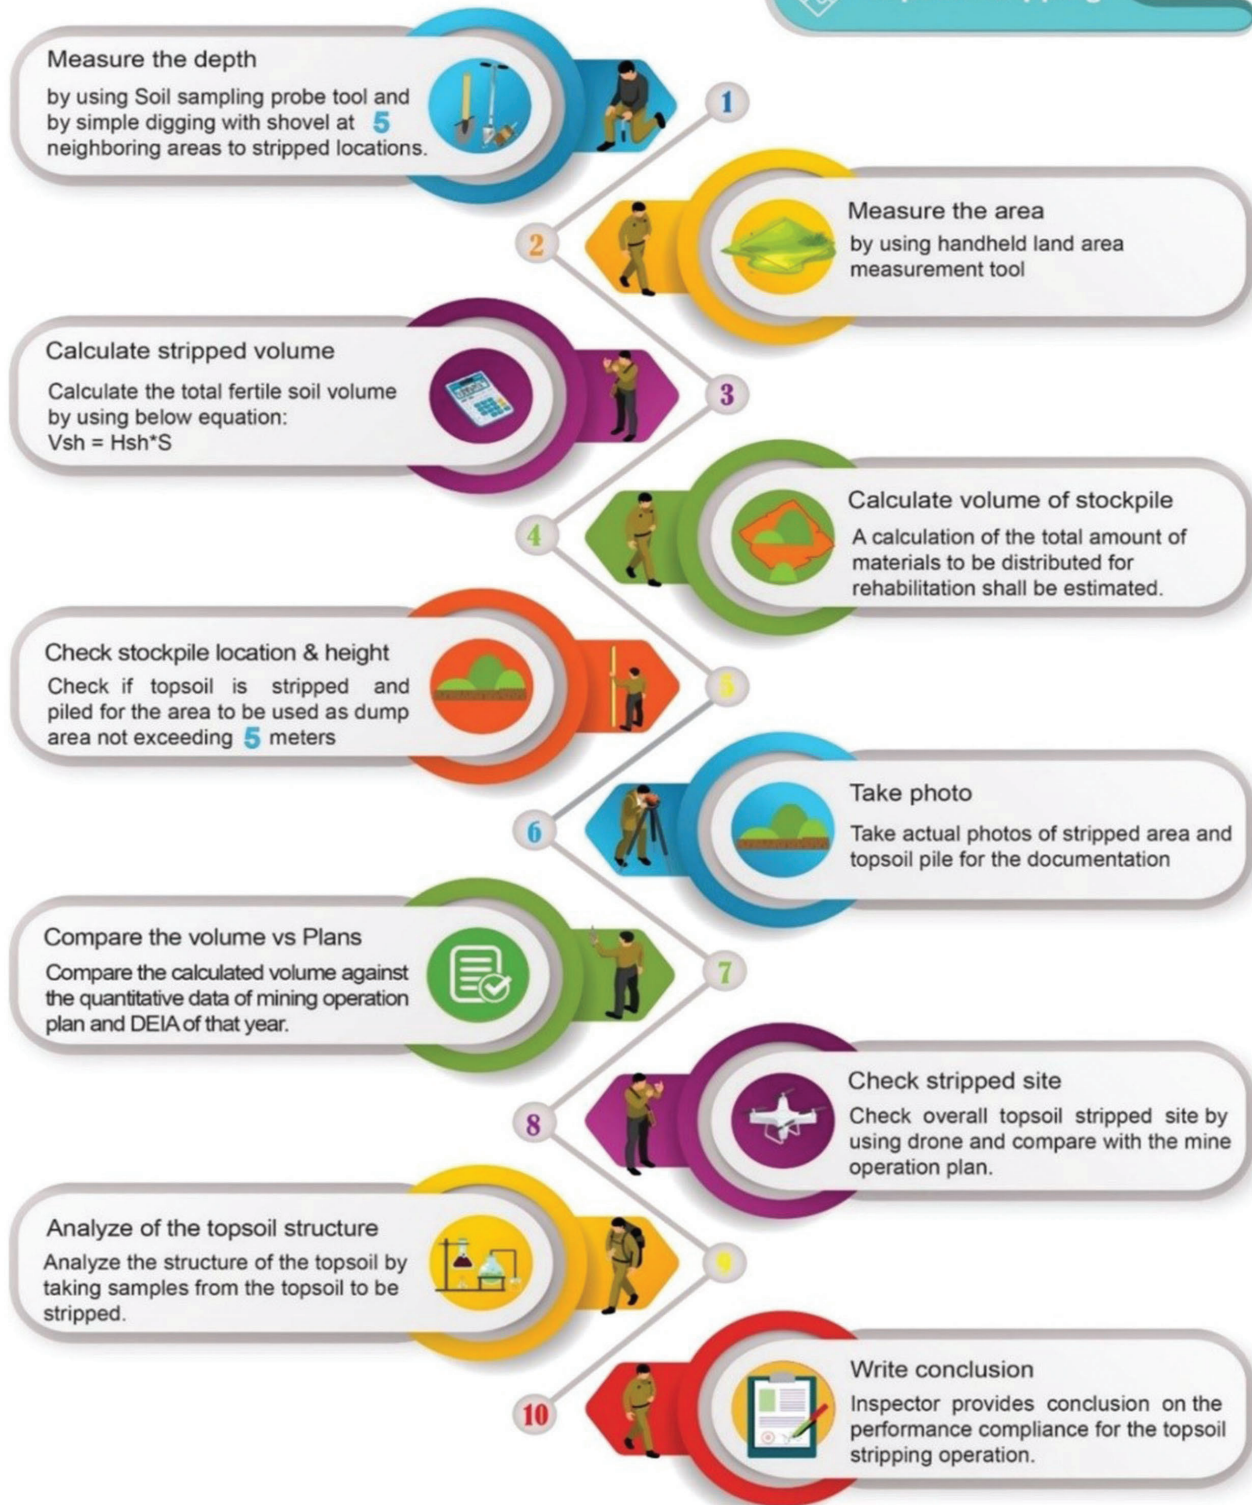 Measure the depth
by using Soil sampling probe tool and
by simple digging with shovel at 5
neighboring areas to stripped locations.
1
2
Measure the area
by using handheld land area
measurement tool
Calculate stripped volume
Calculate the total fertile soil volume
by using below equation:
Vsh = Hsh*S
3
4
Calculate volume of stockpile
A calculation of the total amount of
materials to be distributed for
rehabilitation shall be estimated.
Check stockpile location & height
Check if topsoil is stripped and
piled for the area to be used as dump
area not exceeding 5 meters
5
6
Take photo
Take actual photos of stripped area and
topsoil pile for the documentation
Compare the volume vs Plans
Compare the calculated volume against
the quantitative data of mining operation
plan and DEIA of that year.
7
8
Check stripped site
Check overall topsoil stripped site by
using drone and compare with the mine
operation plan.
Analyze of the topsoil structure
Analyze the structure of the topsoil by
taking samples from the topsoil to be
stripped.
9
10
Write conclusion
Inspector provides conclusion on the
performance compliance for the topsoil
stripping operation.